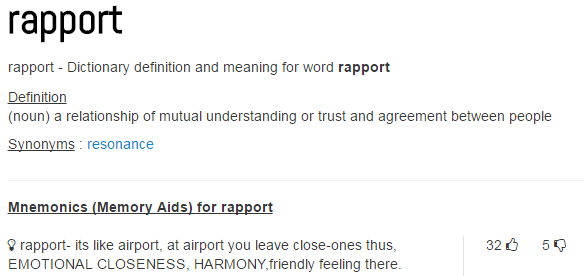 rapport
rapport - Dictionary definition and meaning for word rapport
Definition
(noun) a relationship of mutual understanding or trust and agreement between people
Synonyms : resonance
Mnemonics (Memory Aids) for rapport
rapport- its like airport, at airport you leave close-ones thus, 32 5
EMOTIONAL CLOSENESS, HARMONY,friendly feeling there.